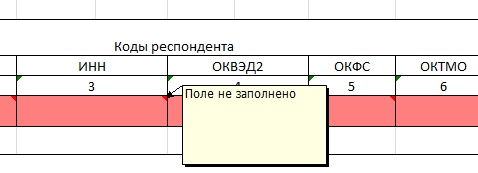 Коды респондента
ИНН ОКВЭД2 ОКФС ОКТМО
3 5 6
Поле не заполнено